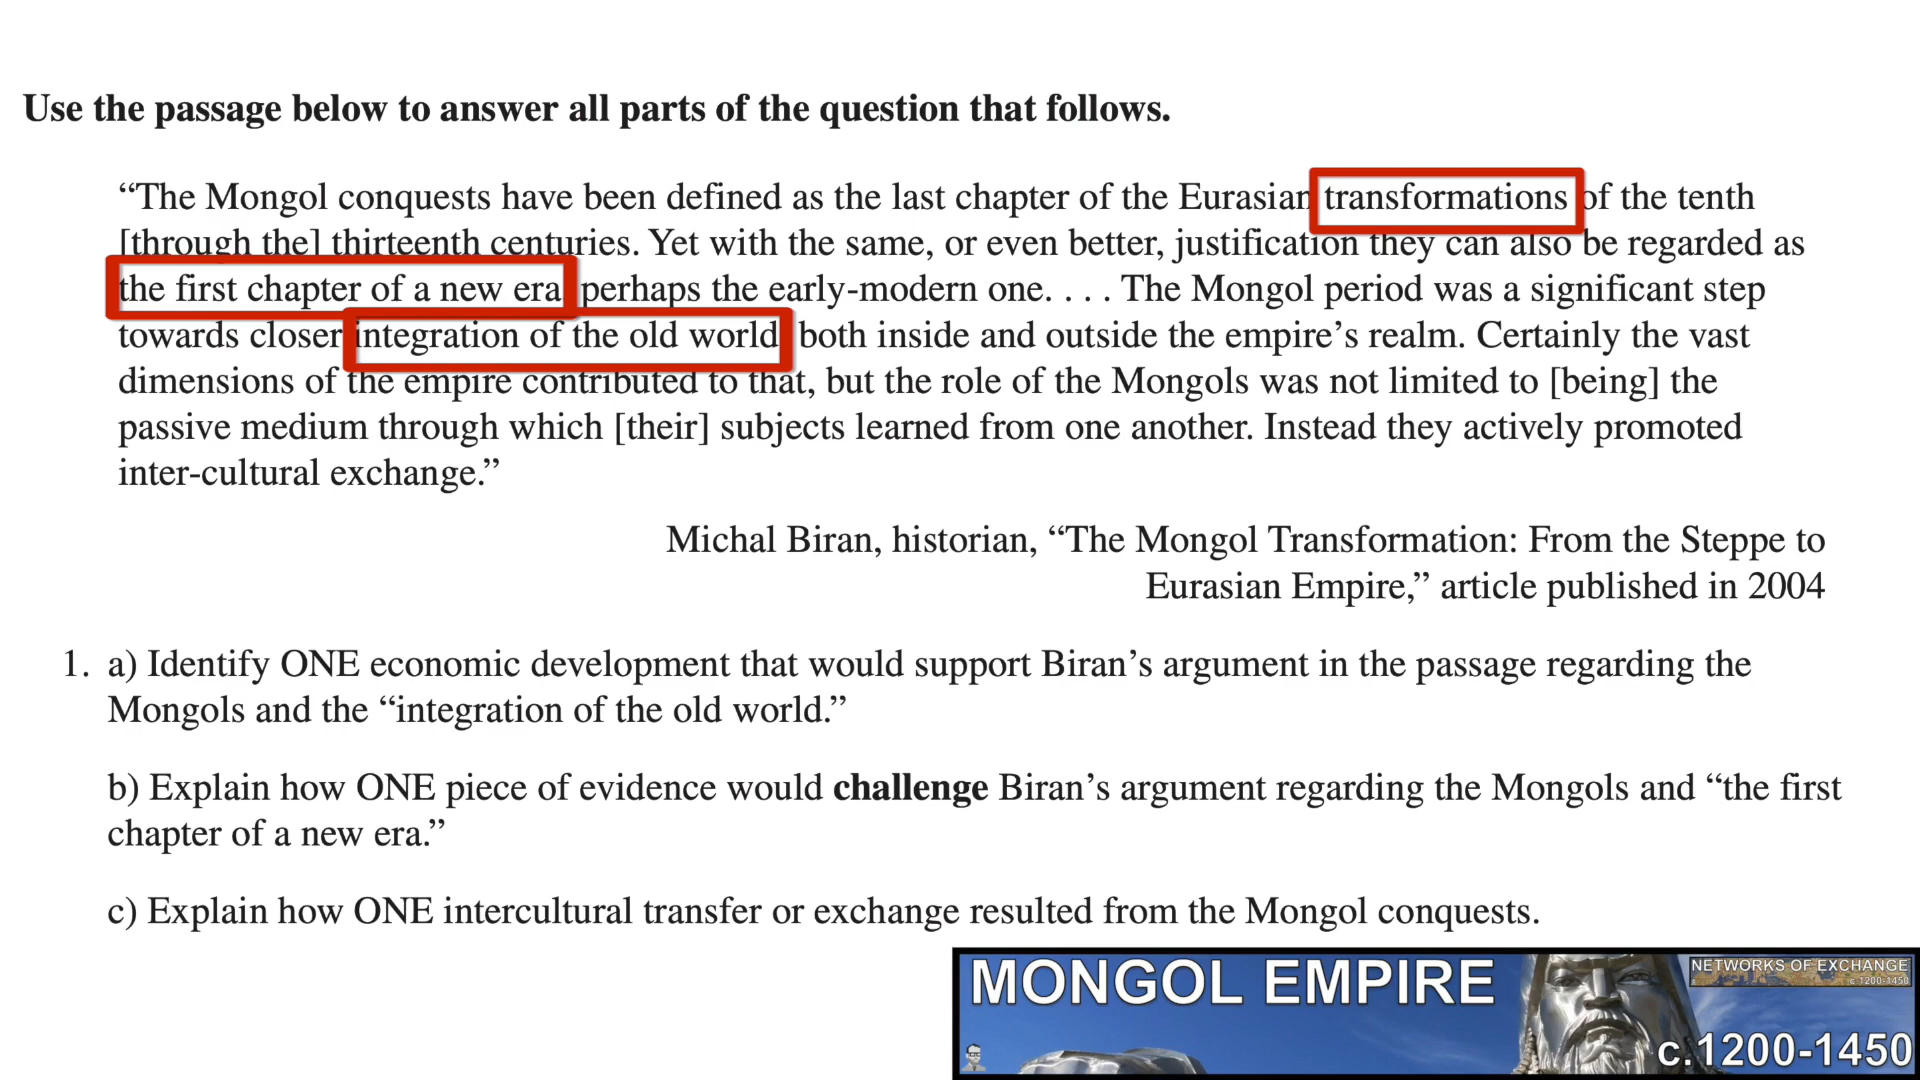 Use the passage below to answer all parts of the question that follows.
“The Mongol conquests have been defined as the last chapter of the Eurasian transformations of the tenth
[through the] thirteenth centuries. Yet with the same, or even better, justification they can also be regarded as
the first chapter of a new era perhaps the early-modern one. . . . The Mongol period was a significant step
towards closer integration of the old world both inside and outside the empire’s realm. Certainly the vast
dimensions of the empire contributed to that, but the role of the Mongols was not limited to [being] the
passive medium through which [their] subjects learned from one another. Instead they actively promoted
inter-cultural exchange.”
Michal Biran, historian, “The Mongol Transformation: From the Steppe to
Eurasian Empire,” article published in 2004
1. a) Identify ONE economic development that would support Biran’s argument in the passage regarding the
Mongols and the “integration of the old world.”
b) Explain how ONE piece of evidence would challenge Biran’s argument regarding the Mongols and “the first
chapter of a new era.”
c) Explain how ONE intercultural transfer or exchange resulted from the Mongol conquests.
MONGOL EMPIRE
NETWORKS OF EXCHANGE
c 1200-1450
c.1200-1450